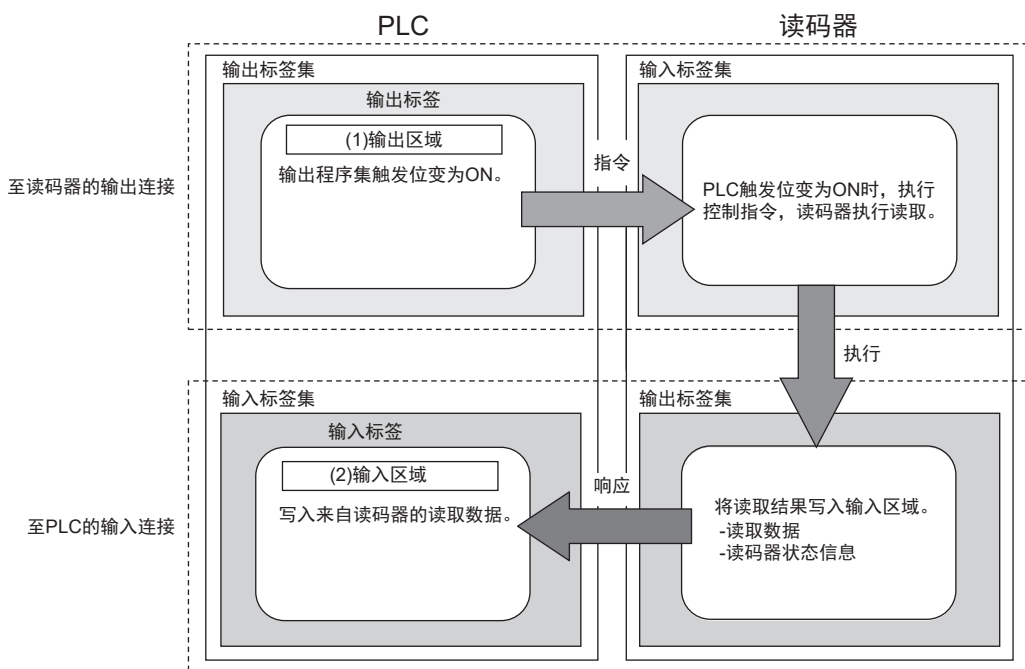 PLC
读码器
输出标签集
输出标签
(1)输出区域
输出程序集触发位变为ON。
指令
输入标签集
PLC触发位变为ON时，执行
控制指令，读码器执行读取。
至读码器的输出连接
执行
输入标签集
输入标签
(2)输入区域
写入来自读码器的读取数据。
响应
输出标签集
将读取结果写入输入区域。
-读取数据
-读码器状态信息
至PLC的输入连接